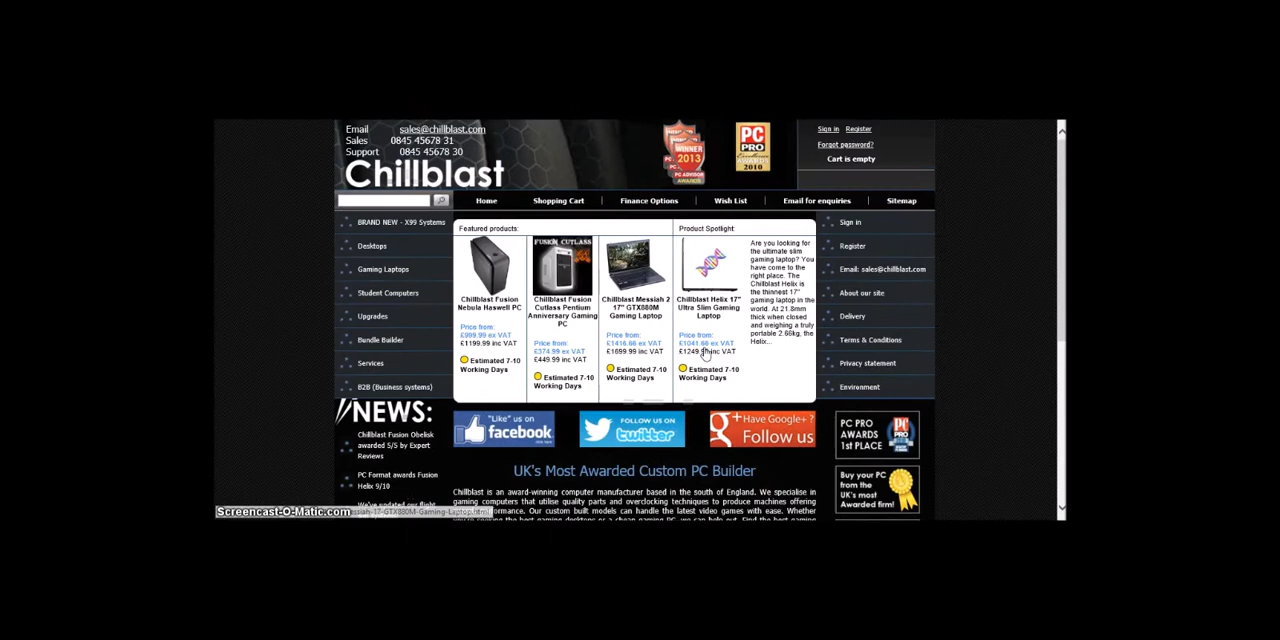 Email sales@chillblast.com
Sales 0845 45678 31
Support 0845 45678 30
Chillblast
WINNER
2013
PC ADVISOR
AWARDS
PC
PRO
AWARDS
2010
Sign in Register
Forgot password?
Cart is empty
Home
Shopping Cart
Finance Options
Wish List
Email for enquiries
Sitemap
BRAND NEW - X99 Systems
Desktops
Gaming Laptops
Student Computers
Upgrades
Bundle Builder
Services
B2B (Business systems)
Featured products:
FUSION CUTLASS
Chillblast Fusion
Nebula Haswell PC
Price from:
£999.99 ex VAT
£1199.99 inc VAT
Estimated 7-10
Working Days
Chillblast Fusion
Cutlass Pentium
Anniversary Gaming
PC
Price from:
£374.99 ex VAT
£449.99 inc VAT
Estimated 7-10
Working Days
Chillblast Messiah 2
17" GTX880M
Gaming Laptop
Price from:
£1416.66 ex VAT
£1699.99 inc VAT
Estimated 7-10
Working Days
Product Spotlight:
Chillblast Helix 17"
Ultra Slim Gaming
Laptop
Price from:
£1041.66 ex VAT
inc VAT
Estimated 7-10
Working Days
Are you looking for
the ultimate slim
gaming laptop? You
have come to the
right place. The
Chillblast Helix is
the thinnest 17"
gaming laptop in the
world. At 21.8mm
thick when closed
and weighing a truly
portable 2.66kg, the
Helix...
Sign in
Register
Email: sales@chillblast.com
About our site
Delivery
Terms & Conditions
Privacy statement
Environment
NEWS:
Chillblast Fusion Obelisk
awarded 5/5 by Expert
Reviews
PC Format awards Fusion
Helix 9/10
"Like" us on
facebook
FOLLOW US ON
twitter
Have Google+ ?
Follow us
PC PRO
AWARDS
1ST PLACE
Buy your PC
from the
UK's most
Awarded firm!
UK's Most Awarded Custom PC Builder
Chillblast is an award-winning computer manufacturer based in the south of England. We specialise in
gaming computers that utilise quality parts and overclocking techniques to produce machines offering
Our custom built models can handle the latest video games with ease. Whether
Screencast-O-Matic.com
essiah-17-GTX880M-Gaming-Laptop.html